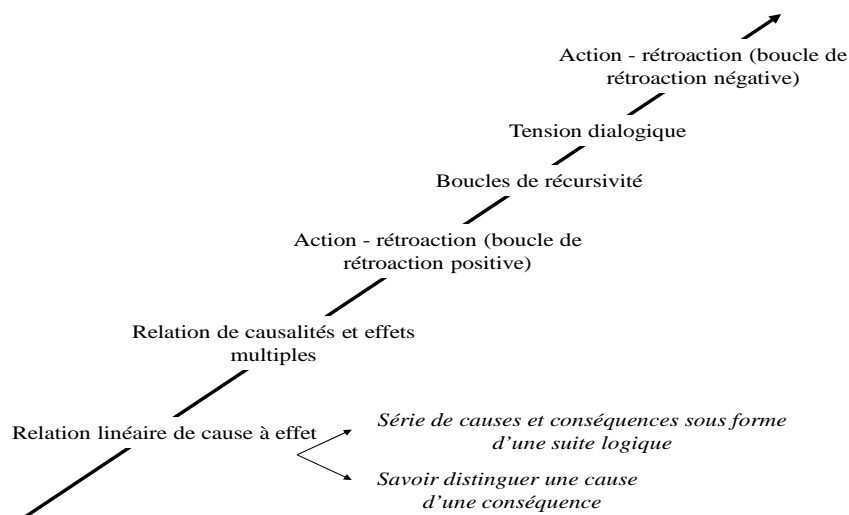 Action - rétroaction (boucle de
rétroaction négative)
Tension dialogique
Boucles de récursivité
Action - rétroaction (boucle de
rétroaction positive)
Relation de causalités et effets
multiples
Relation linéaire de cause à effet
Série de causes et conséquences sous forme
d’une suite logique
Savoir distinguer une cause
d’une conséquence